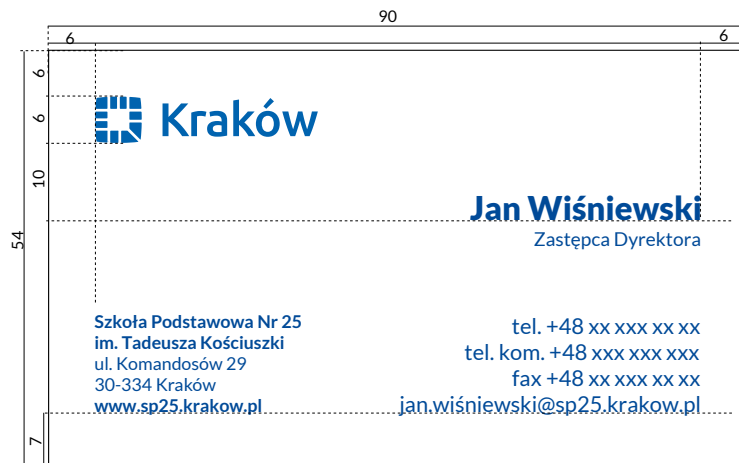 90
6
6
6
6
10
54
7
Kraków
Jan Wiśniewski
Zastępca Dyrektora
Szkoła Podstawowa Nr 25
im. Tadeusza Kościuszki
ul. Komandosów 29
30-334 Kraków
www.sp25.krakow.pl
tel. +48 xx xxx xx xx
tel. kom. +48 xxx xxx xxx
fax +48 xx xxx xx xx
jan.wiśniewski@sp25.krakow.pl